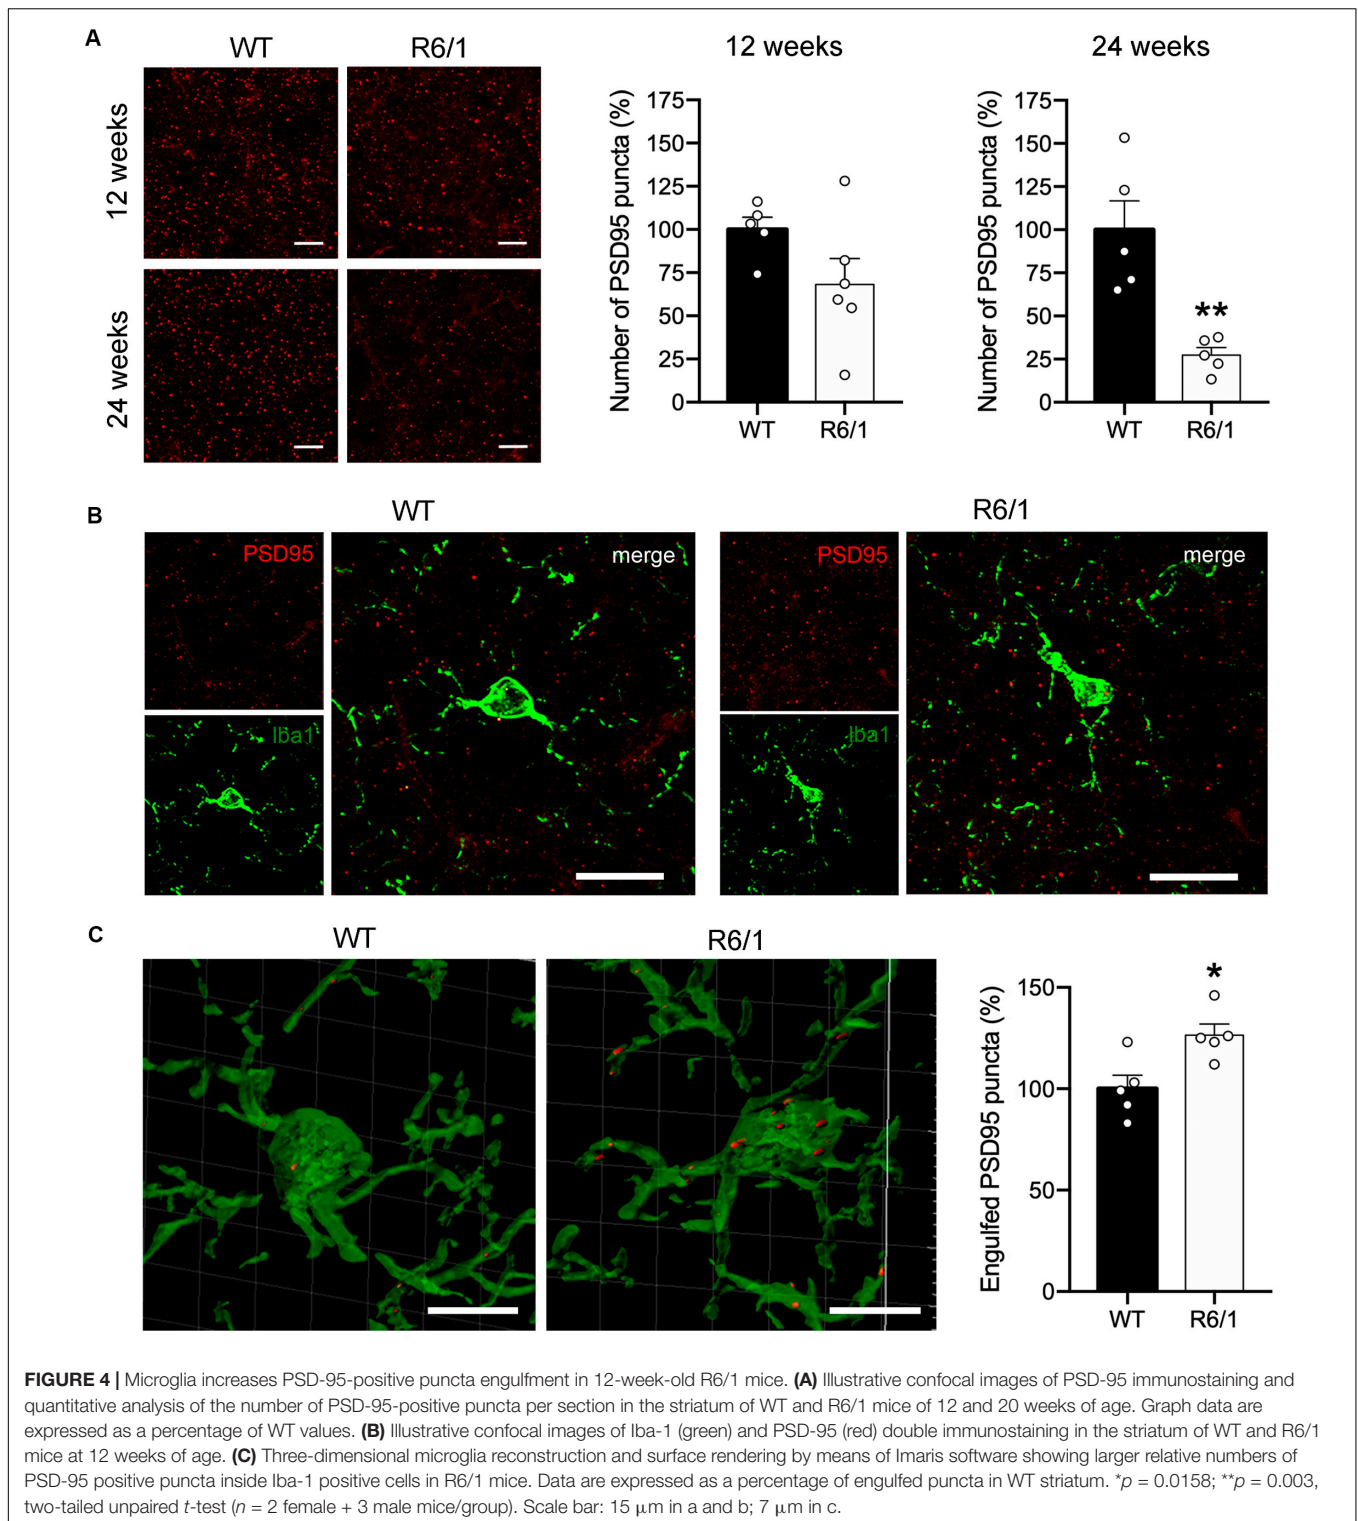 A
WT
R6/1
12 weeks
24 weeks
12 weeks
Number of PSD95 puncta (%)
175
150
125
100
75
50
25
0
WT
R6/1
24 weeks
Number of PSD95 puncta (%)
175
150
125
100
75
50
25
0
**
WT
R6/1
B
WT
R6/1
PSD95
merge
PSD95
merge
Iba1
Iba1
C
WT
R6/1
Engulfed PSD95 puncta (%)
150
100
50
0
*
WT
R6/1
FIGURE 4 | Microglia increases PSD-95-positive puncta engulfment in 12-week-old R6/1 mice. (A) Illustrative confocal images of PSD-95 immunostaining and
quantitative analysis of the number of PSD-95-positive puncta per section in the striatum of WT and R6/1 mice of 12 and 20 weeks of age. Graph data are
expressed as a percentage of WT values. (B) Illustrative confocal images of Iba-1 (green) and PSD-95 (red) double immunostaining in the striatum of WT and R6/1
mice at 12 weeks of age. (C) Three-dimensional microglia reconstruction and surface rendering by means of Imaris software showing larger relative numbers of
PSD-95 positive puncta inside Iba-1 positive cells in R6/1 mice. Data are expressed as a percentage of engulfed puncta in WT striatum. *p = 0.0158; **p = 0.003,
two-tailed unpaired t-test (n = 2 female + 3 male mice/group). Scale bar: 15 μm in a and b; 7 μm in c.